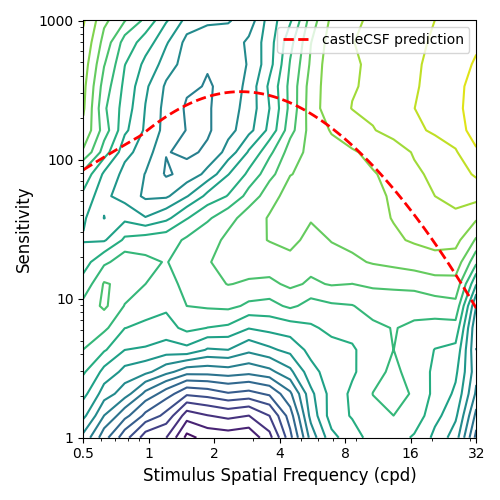 1000
castleCSF prediction
100
Sensitivity
10
1
0.5 1 2 4 8 16 32
Stimulus Spatial Frequency (cpd)